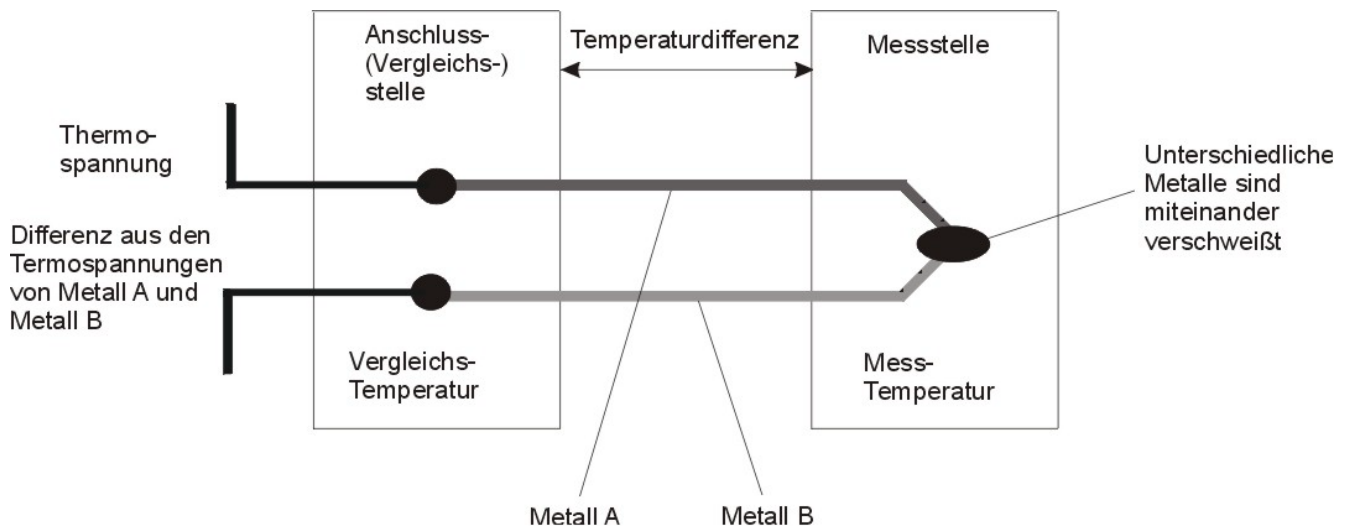 Anschluss-
(Vergleichs-)
stelle
Temperaturdifferenz
Messstelle
Thermo-
spannung
Unterschiedliche
Metalle sind
miteinander
verschweißt
Differenz aus den
Termospannungen
von Metall A und
Metall B
Vergleichs-
Temperatur
Mess-
Temperatur
Metall A
Metall B